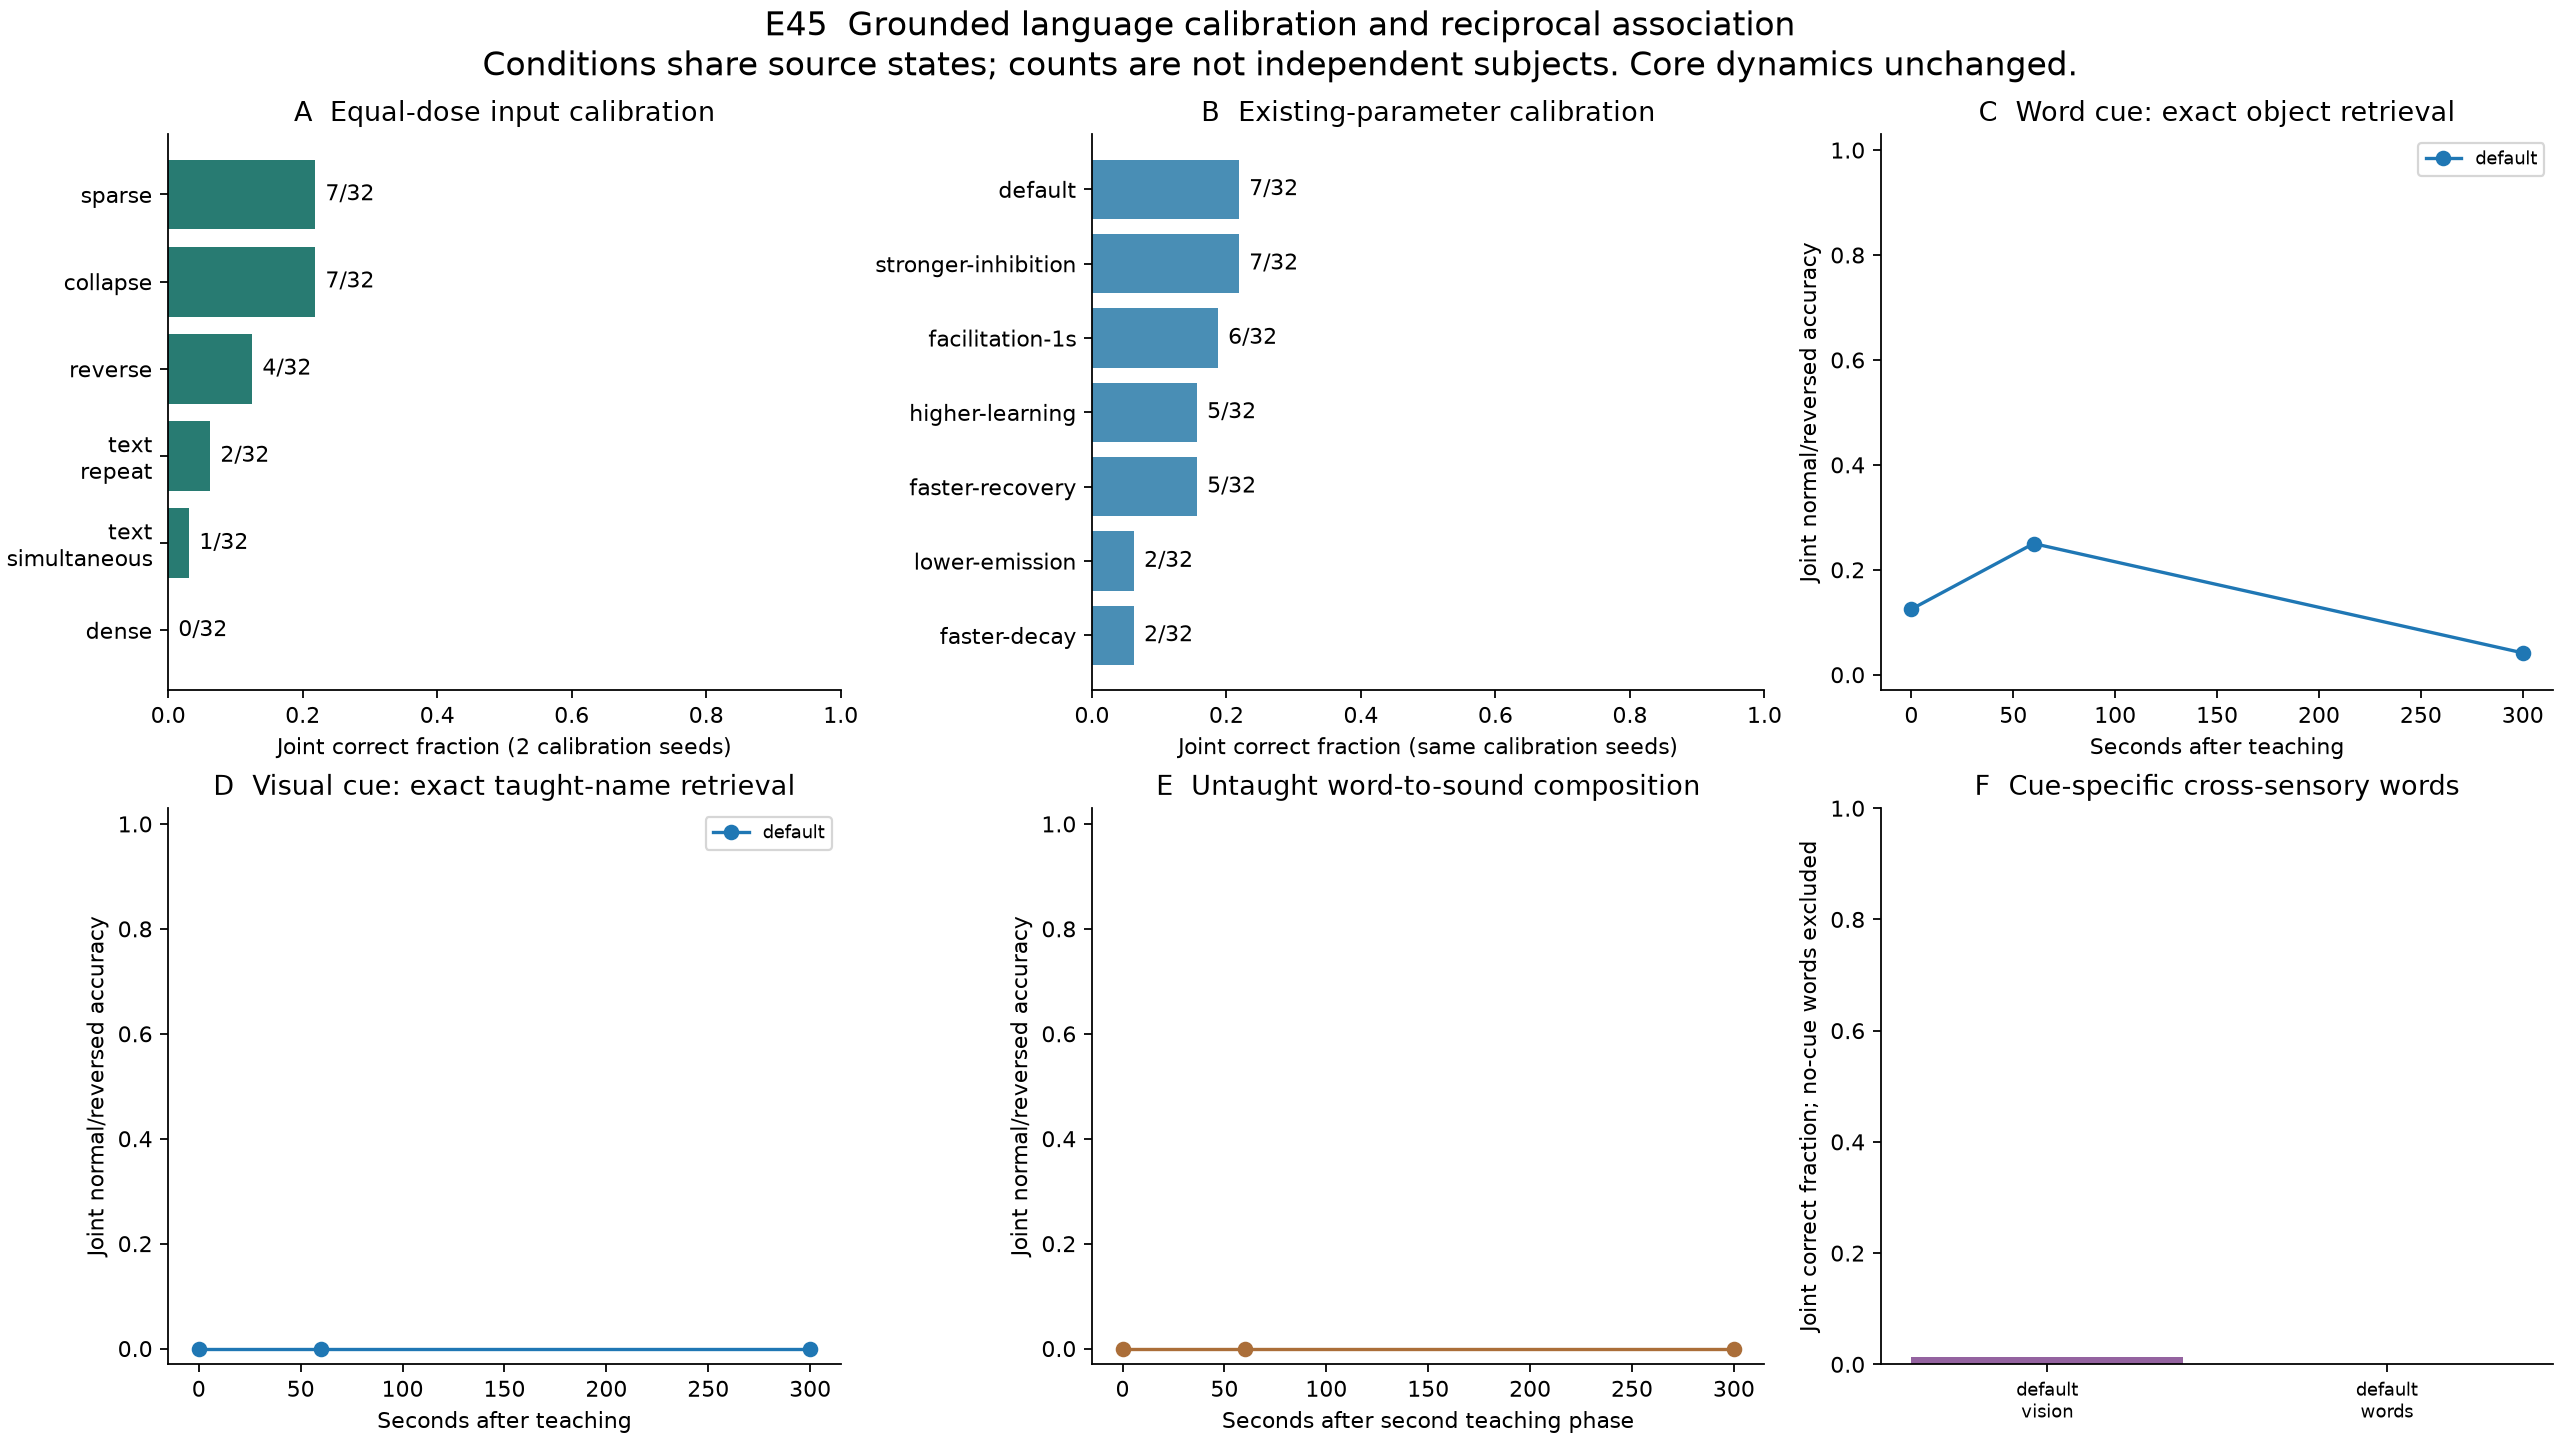 E45  Grounded language calibration and reciprocal association
Conditions share source states; counts are not independent subjects. Core dynamics unchanged.
A  Equal-dose input calibration
sparse
7/32
collapse
7/32
reverse
4/32
text
repeat
2/32
text
simultaneous
1/32
dense
0/32
0.0 0.2 0.4 0.6 0.8 1.0
Joint correct fraction (2 calibration seeds)
B  Existing-parameter calibration
default
7/32
stronger-inhibition
7/32
facilitation-1s
6/32
higher-learning
5/32
faster-recovery
5/32
lower-emission
2/32
faster-decay
2/32
0.0 0.2 0.4 0.6 0.8 1.0
Joint correct fraction (same calibration seeds)
C  Word cue: exact object retrieval
default
Joint normal/reversed accuracy
1.0
0.8
0.6
0.4
0.2
0.0
0 50 100 150 200 250 300
Seconds after teaching
D  Visual cue: exact taught-name retrieval
default
Joint normal/reversed accuracy
1.0
0.8
0.6
0.4
0.2
0.0
0 50 100 150 200 250 300
Seconds after teaching
E  Untaught word-to-sound composition
Joint normal/reversed accuracy
1.0
0.8
0.6
0.4
0.2
0.0
0 50 100 150 200 250 300
Seconds after second teaching phase
F  Cue-specific cross-sensory words
Joint correct fraction; no-cue words excluded
1.0
0.8
0.6
0.4
0.2
0.0
default
vision
default
words